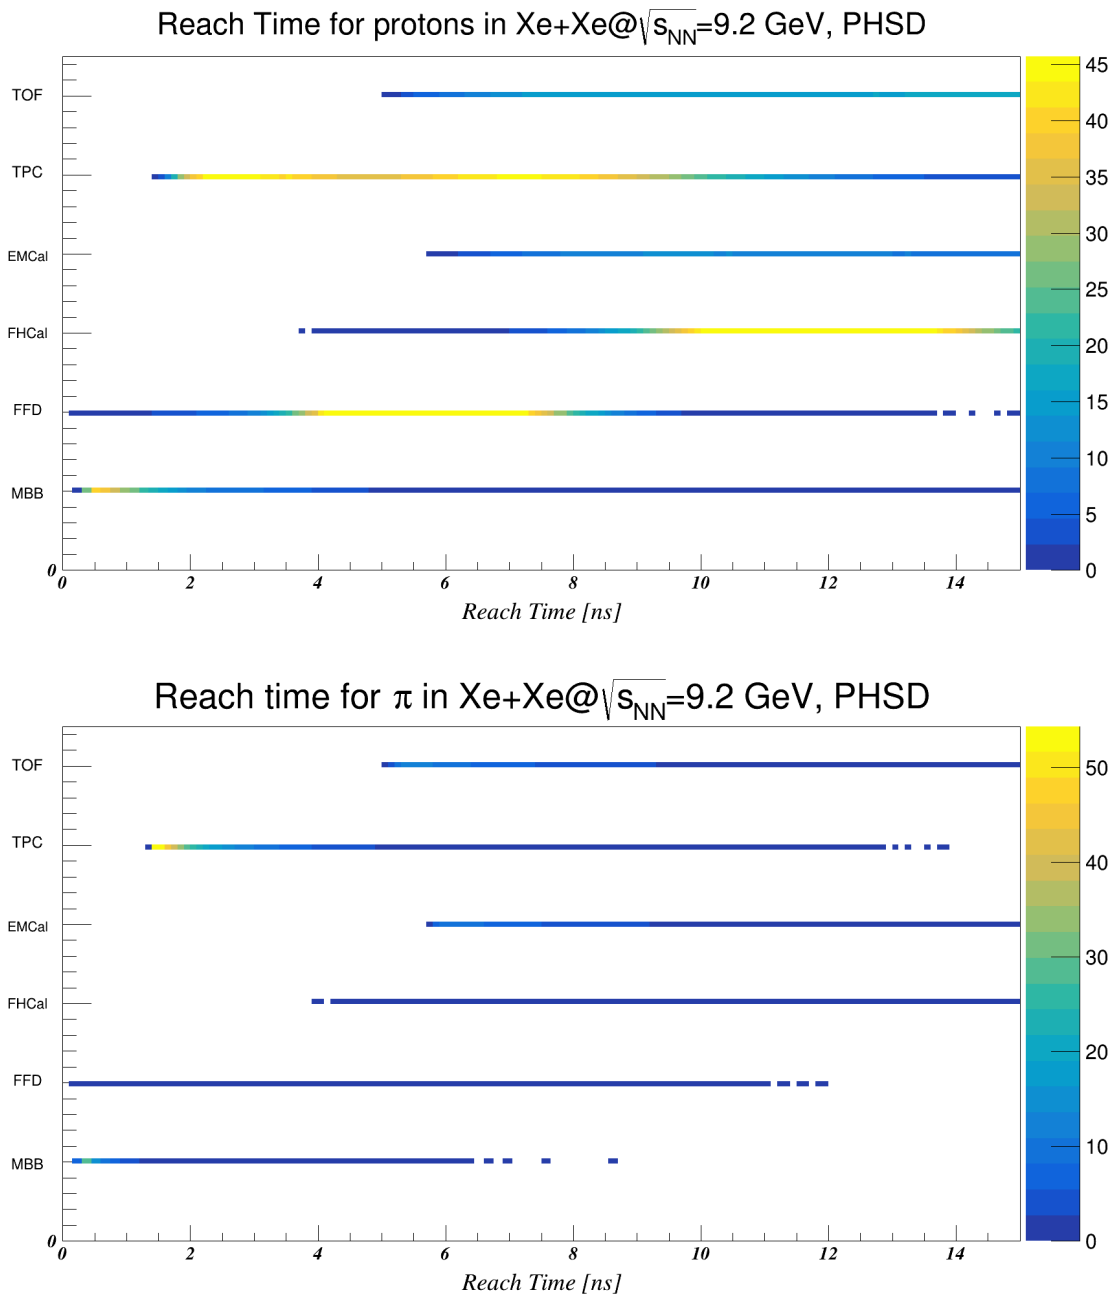 Reach Time for protons in Xe+Xe@√sNN=9.2 GeV, PHSD
TOF
TPC
EMCal
FHCal
FFD
MBB
0
0 2 4 6 8 10 12 14
Reach Time [ns]
45
40
35
30
25
20
15
10
5
0
Reach time for π in Xe+Xe@√sNN=9.2 GeV, PHSD
TOF
TPC
EMCal
FHCal
FFD
MBB
0
0 2 4 6 8 10 12 14
Reach Time [ns]
50
40
30
20
10
0